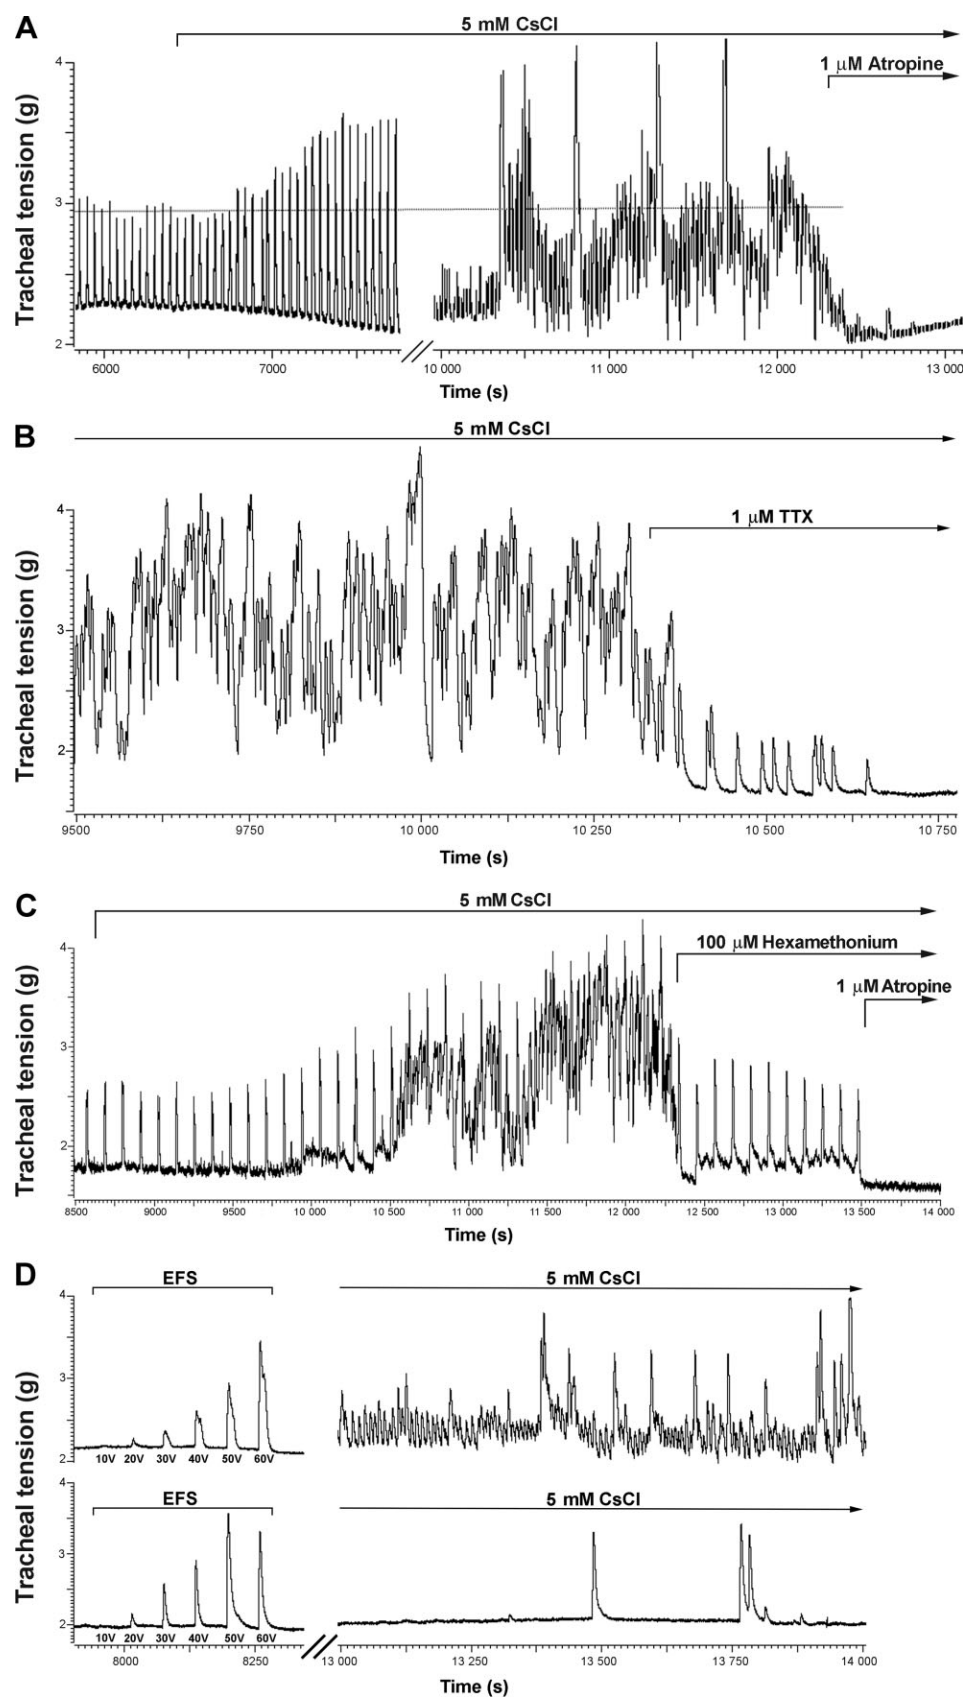 A
5 mM CsCl
1 μM Atropine
Tracheal tension (g)
4
3
2
6000 7000 10 000 11 000 12 000 13 000
Time (s)
B
5 mM CsCl
1 μM TTX
Tracheal tension (g)
4
3
2
9500 9750 10 000 10 250 10 500 10 750
Time (s)
C
5 mM CsCl
100 μM Hexamethonium
1 μM Atropine
Tracheal tension (g)
4
3
2
8500 9000 9500 10 000 10 500 11 000 11 500 12 000 12 500 13 000 13 500 14 000
Time (s)
D
EFS 5 mM CsCl
Tracheal tension (g)
4
3
2
10V 20V 30V 40V 50V 60V
EFS 5 mM CsCl
4
3
2
10V 20V 30V 40V 50V 60V
8000 8250 13 000 13 250 13 500 13 750 14 000
Time (s)